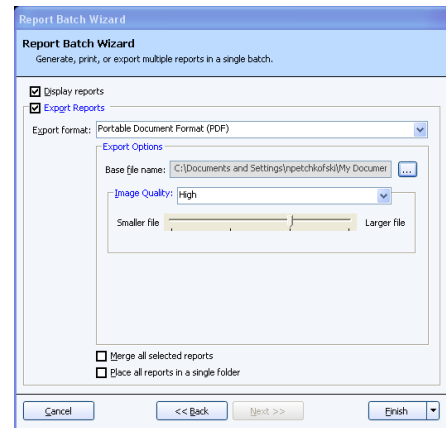 Report Batch Wizard
Report Batch Wizard
Generate, print, or export multiple reports in a single batch.
Display reports
Export Reports
Export format: Portable Document Format (PDF)
Export Options
Base file name: C:\Documents and Settings\npetchkofski\My Documer ...
Image Quality: High
Smaller file Larger file
Merge all selected reports
Place all reports in a single folder
Cancel << Back Next >> Finish